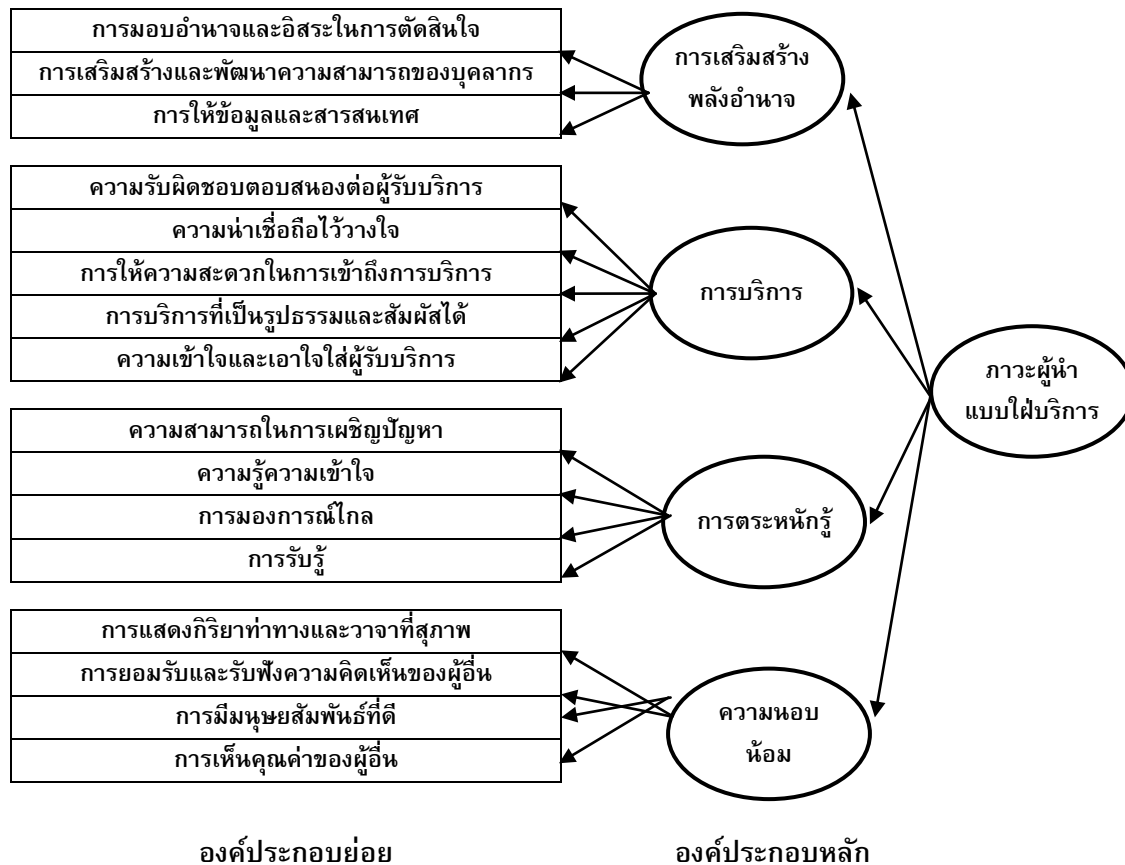 การมอบอำนาจและอิสระในการตัดสินใจ
การเสริมสร้างและพัฒนาความสามารถของบุคลากร
การให้ข้อมูลและสารสนเทศ
การเสริมสร้าง
พลังอำนาจ
ความรับผิดชอบตอบสนองต่อผู้รับบริการ
ความห่าเชื่อถือไว้วางใจ
การให้ความสะดวกในการเข้าถึงการบริการ
การบริการที่เป็นรูปธรรมและสัมผัสได้
ความเข้าใจและเอาใจใส่ผู้รับบริการ
การบริการ
ภาวะผู้นำ
แบบใฝ่บริการ
ความสามารถในการเผชิญปัญหา
ความรู้ความเข้าใจ
การมองการณ์ไกล
การรับรู้
การตระหนักรู้
การแสดงกิริยาท่าทางและวาจาที่สุภาพ
การยอมรับและรับฟังความคิดเห็นของผู้อื่น
การมีมนุษยสัมพันธ์ที่ดี
การเห็นคุณค่าของผู้อื่น
ความนอบ
น้อม
องค์ประกอบย่อย
องค์ประกอบหลัก